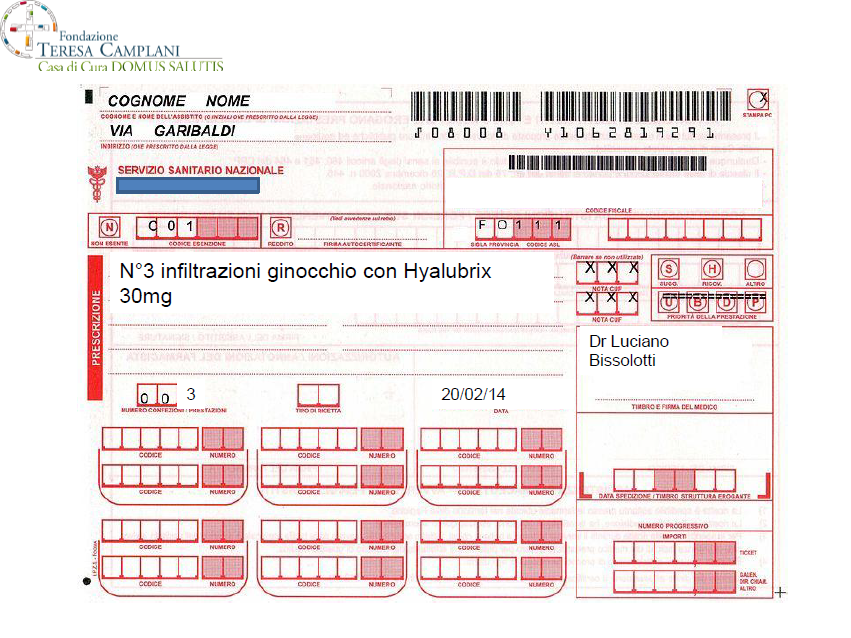 Fondazione
TERESA CAMPLANI
Casa di Cura DOMUS SALUTIS
COGNOME NOME
COGNOME E NOME DELL'ASSISTITO (O INIZIALI OVE PRESCRITTO DALLA LEGGE)
VIA GARIBALDI
INDIRIZZO (OVE PRESCRITTO DALLA LEGGE)
S08008 Y1062819291
X
STAMPA PC
SERVIZIO SANITARIO NAZIONALE
CODICE FISCALE
N
NON ESENTE
C 0 1
CODICE ESENZIONE
R
REDDITO
FIRMA AUTOCERTIFICANTE
F O 1 1 1
SIGLA PROVINCIA CODICE ASL
PRESCRIZIONE
N°3 infiltrazioni ginocchio con Hyalubrix
30mg
(Barrare se non utilizzato)
X X X
NOTA CUF
X X X
NOTA CUF
S H
SUGG. RICOV. ALTRO
U B D P
PRIORITÀ DELLA PRESTAZIONE
Dr Luciano
Bissolotti
TIMBRO E FIRMA DEL MEDICO
0 0 3
NUMERO CONFEZIONI / PRESTAZIONI
TIPO DI RICETTA
20/02/14
DATA
CODICE NUMERO CODICE NUMERO CODICE NUMERO
CODICE NUMERO CODICE NUMERO CODICE NUMERO
DATA SPEDIZIONE / TIMBRO STRUTTURA EROGANTE
NUMERO PROGRESSIVO
IMPORTI
CODICE NUMERO CODICE NUMERO CODICE NUMERO
TICKET
CODICE NUMERO CODICE NUMERO CODICE NUMERO
GALEN.
DIR. CHIAM.
ALTRO
I.P.Z.S. - FOGGIA